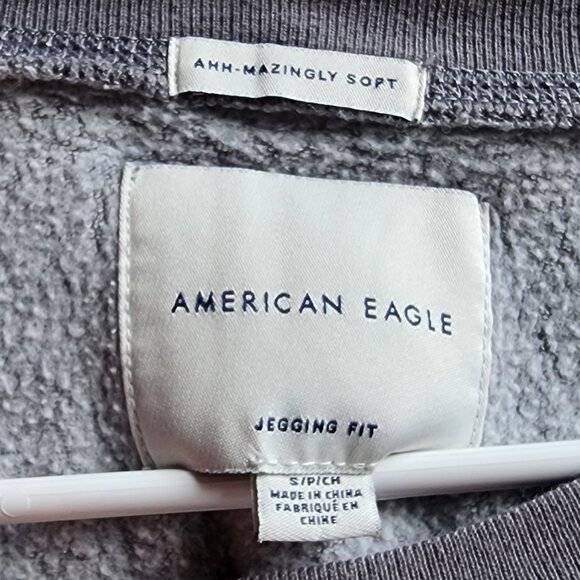 AHH-MAZINGLY SOFT
AMERICAN EAGLE
JEGGING FIT
S/P/CH
MADE IN CHINA
FABRIQUÉ EN
CHINE